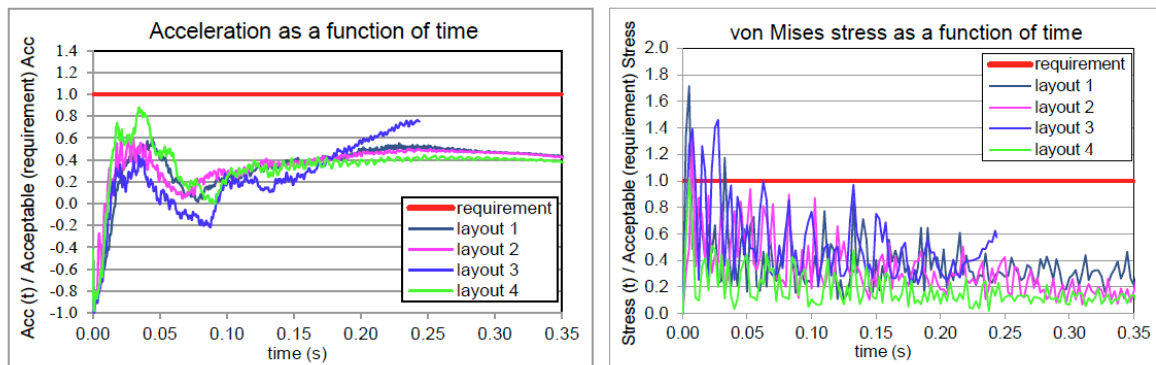 Acceleration as a function of time
Acc (t) / Acceptable (requirement) Acc
1.4
1.2
1.0
0.8
0.6
0.4
0.2
0.0
-0.2
-0.4
-0.6
-0.8
-1.0
requirement
layout 1
layout 2
layout 3
layout 4
0.00 0.05 0.10 0.15 0.20 0.25 0.30 0.35
time (s)
von Mises stress as a function of time
Stress (t) / Acceptable (requirement) Stress
2.0
1.8
1.6
1.4
1.2
1.0
0.8
0.6
0.4
0.2
0.0
requirement
layout 1
layout 2
layout 3
layout 4
0.00 0.05 0.10 0.15 0.20 0.25 0.30 0.35
time (s)